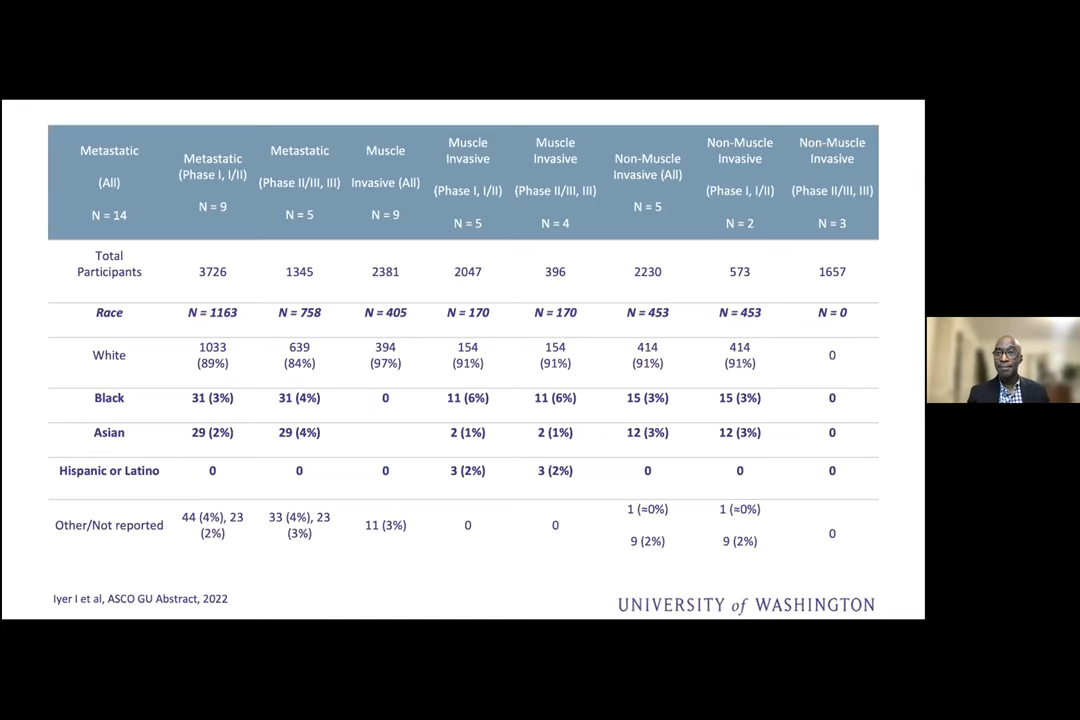 Metastatic
(All)
N = 14
Metastatic
(Phase I, I/II)
N = 9
Metastatic
(Phase II/III, III)
N = 5
Muscle
Invasive (All)
N = 9
Muscle
Invasive
(Phase I, I/II)
N = 5
Muscle
Invasive
(Phase II/III, III)
N = 4
Non-Muscle
Invasive (All)
N = 5
Non-Muscle
Invasive
(Phase I, I/II)
N = 2
Non-Muscle
Invasive
(Phase II/III, III)
N = 3
Total
Participants
3726 1345 2381 2047 396 2230 573 1657
Race N = 1163 N = 758 N = 405 N = 170 N = 170 N = 453 N = 453 N = 0
White
1033
(89%)
639
(84%)
394
(97%)
154
(91%)
154
(91%)
414
(91%)
414
(91%)
0
Black 31 (3%) 31 (4%) 0 11 (6%) 11 (6%) 15 (3%) 15 (3%) 0
Asian 29 (2%) 29 (4%) 2 (1%) 2 (1%) 12 (3%) 12 (3%) 0
Hispanic or Latino 0 0 0 3 (2%) 3 (2%) 0 0 0
Other/Not reported
44 (4%), 23
(2%)
33 (4%), 23
(3%)
11 (3%)
0
0
1 (≈0%)
9 (2%)
1 (≈0%)
9 (2%)
0
Iyer I et al, ASCO GU Abstract, 2022
UNIVERSITY of WASHINGTON